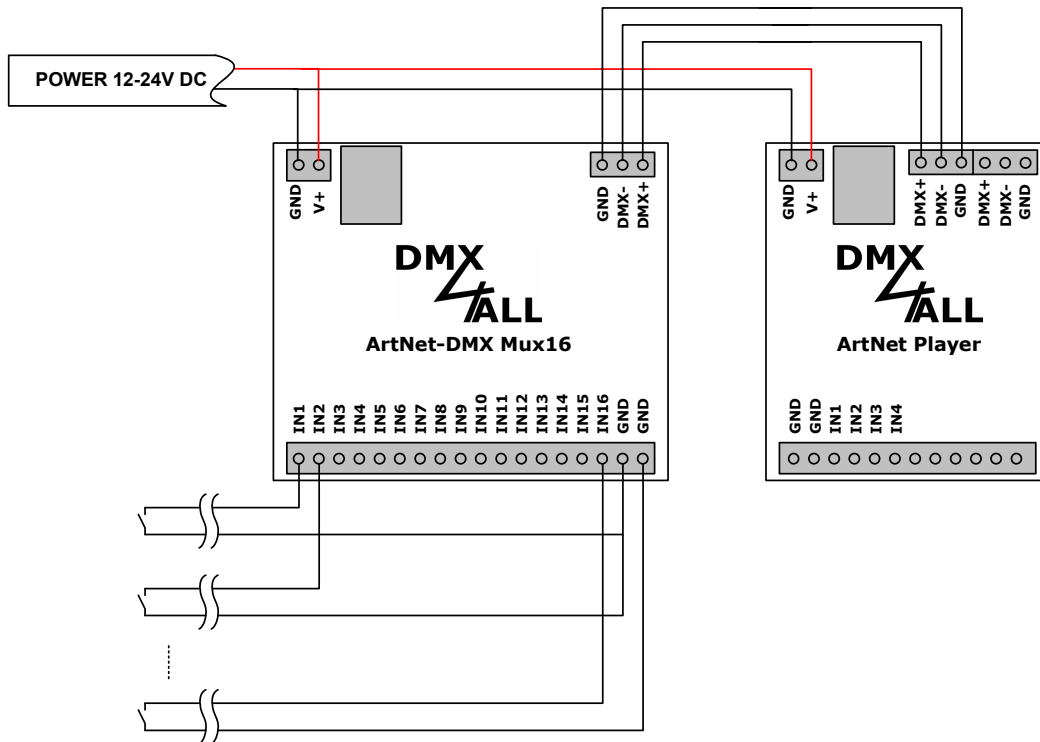 POWER 12-24V DC
GND
V+
GND
DMX-
DMX+
DMX
4
ALL
ArtNet-DMX Mux16
IN1
IN2
IN3
IN4
IN5
IN6
IN7
IN8
IN9
IN10
IN11
IN12
IN13
IN14
IN15
IN16
GND
GND
GND
V+
DMX+
DMX-
GND
DMX+
DMX-
GND
DMX
4
ALL
ArtNet Player
GND
GND
IN1
IN2
IN3
IN4